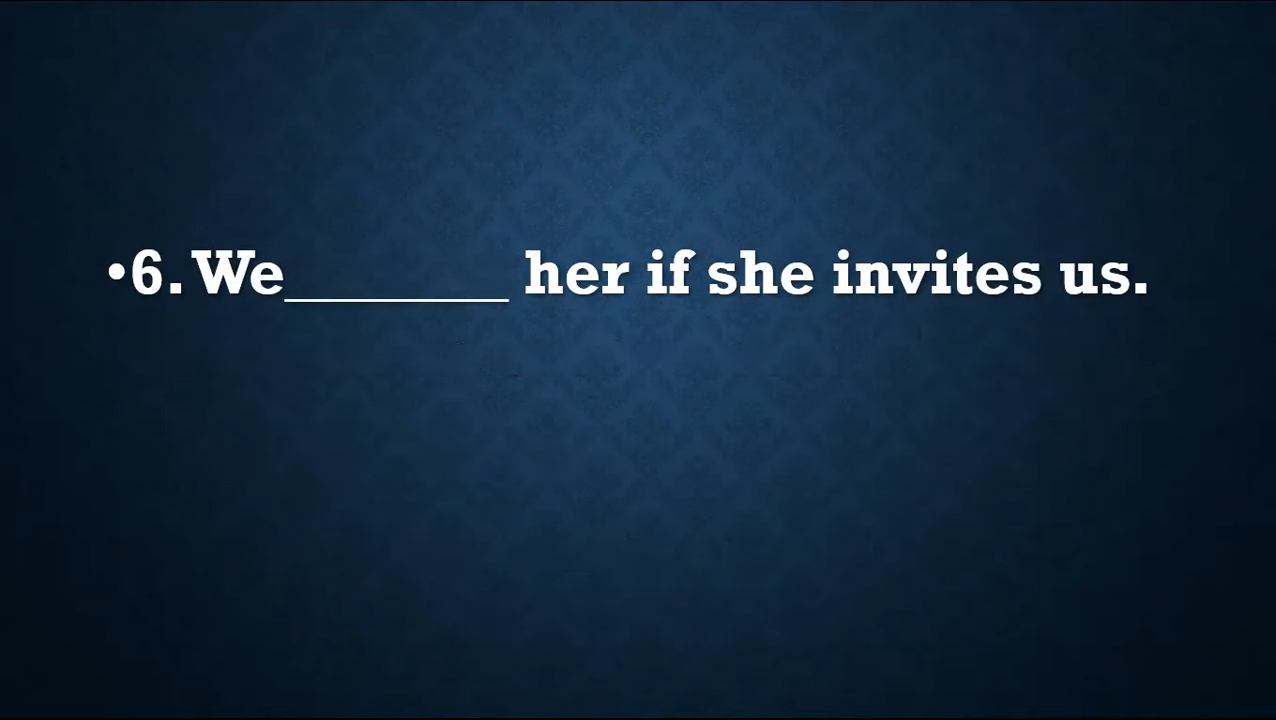 •6. We________ her if she invites us.